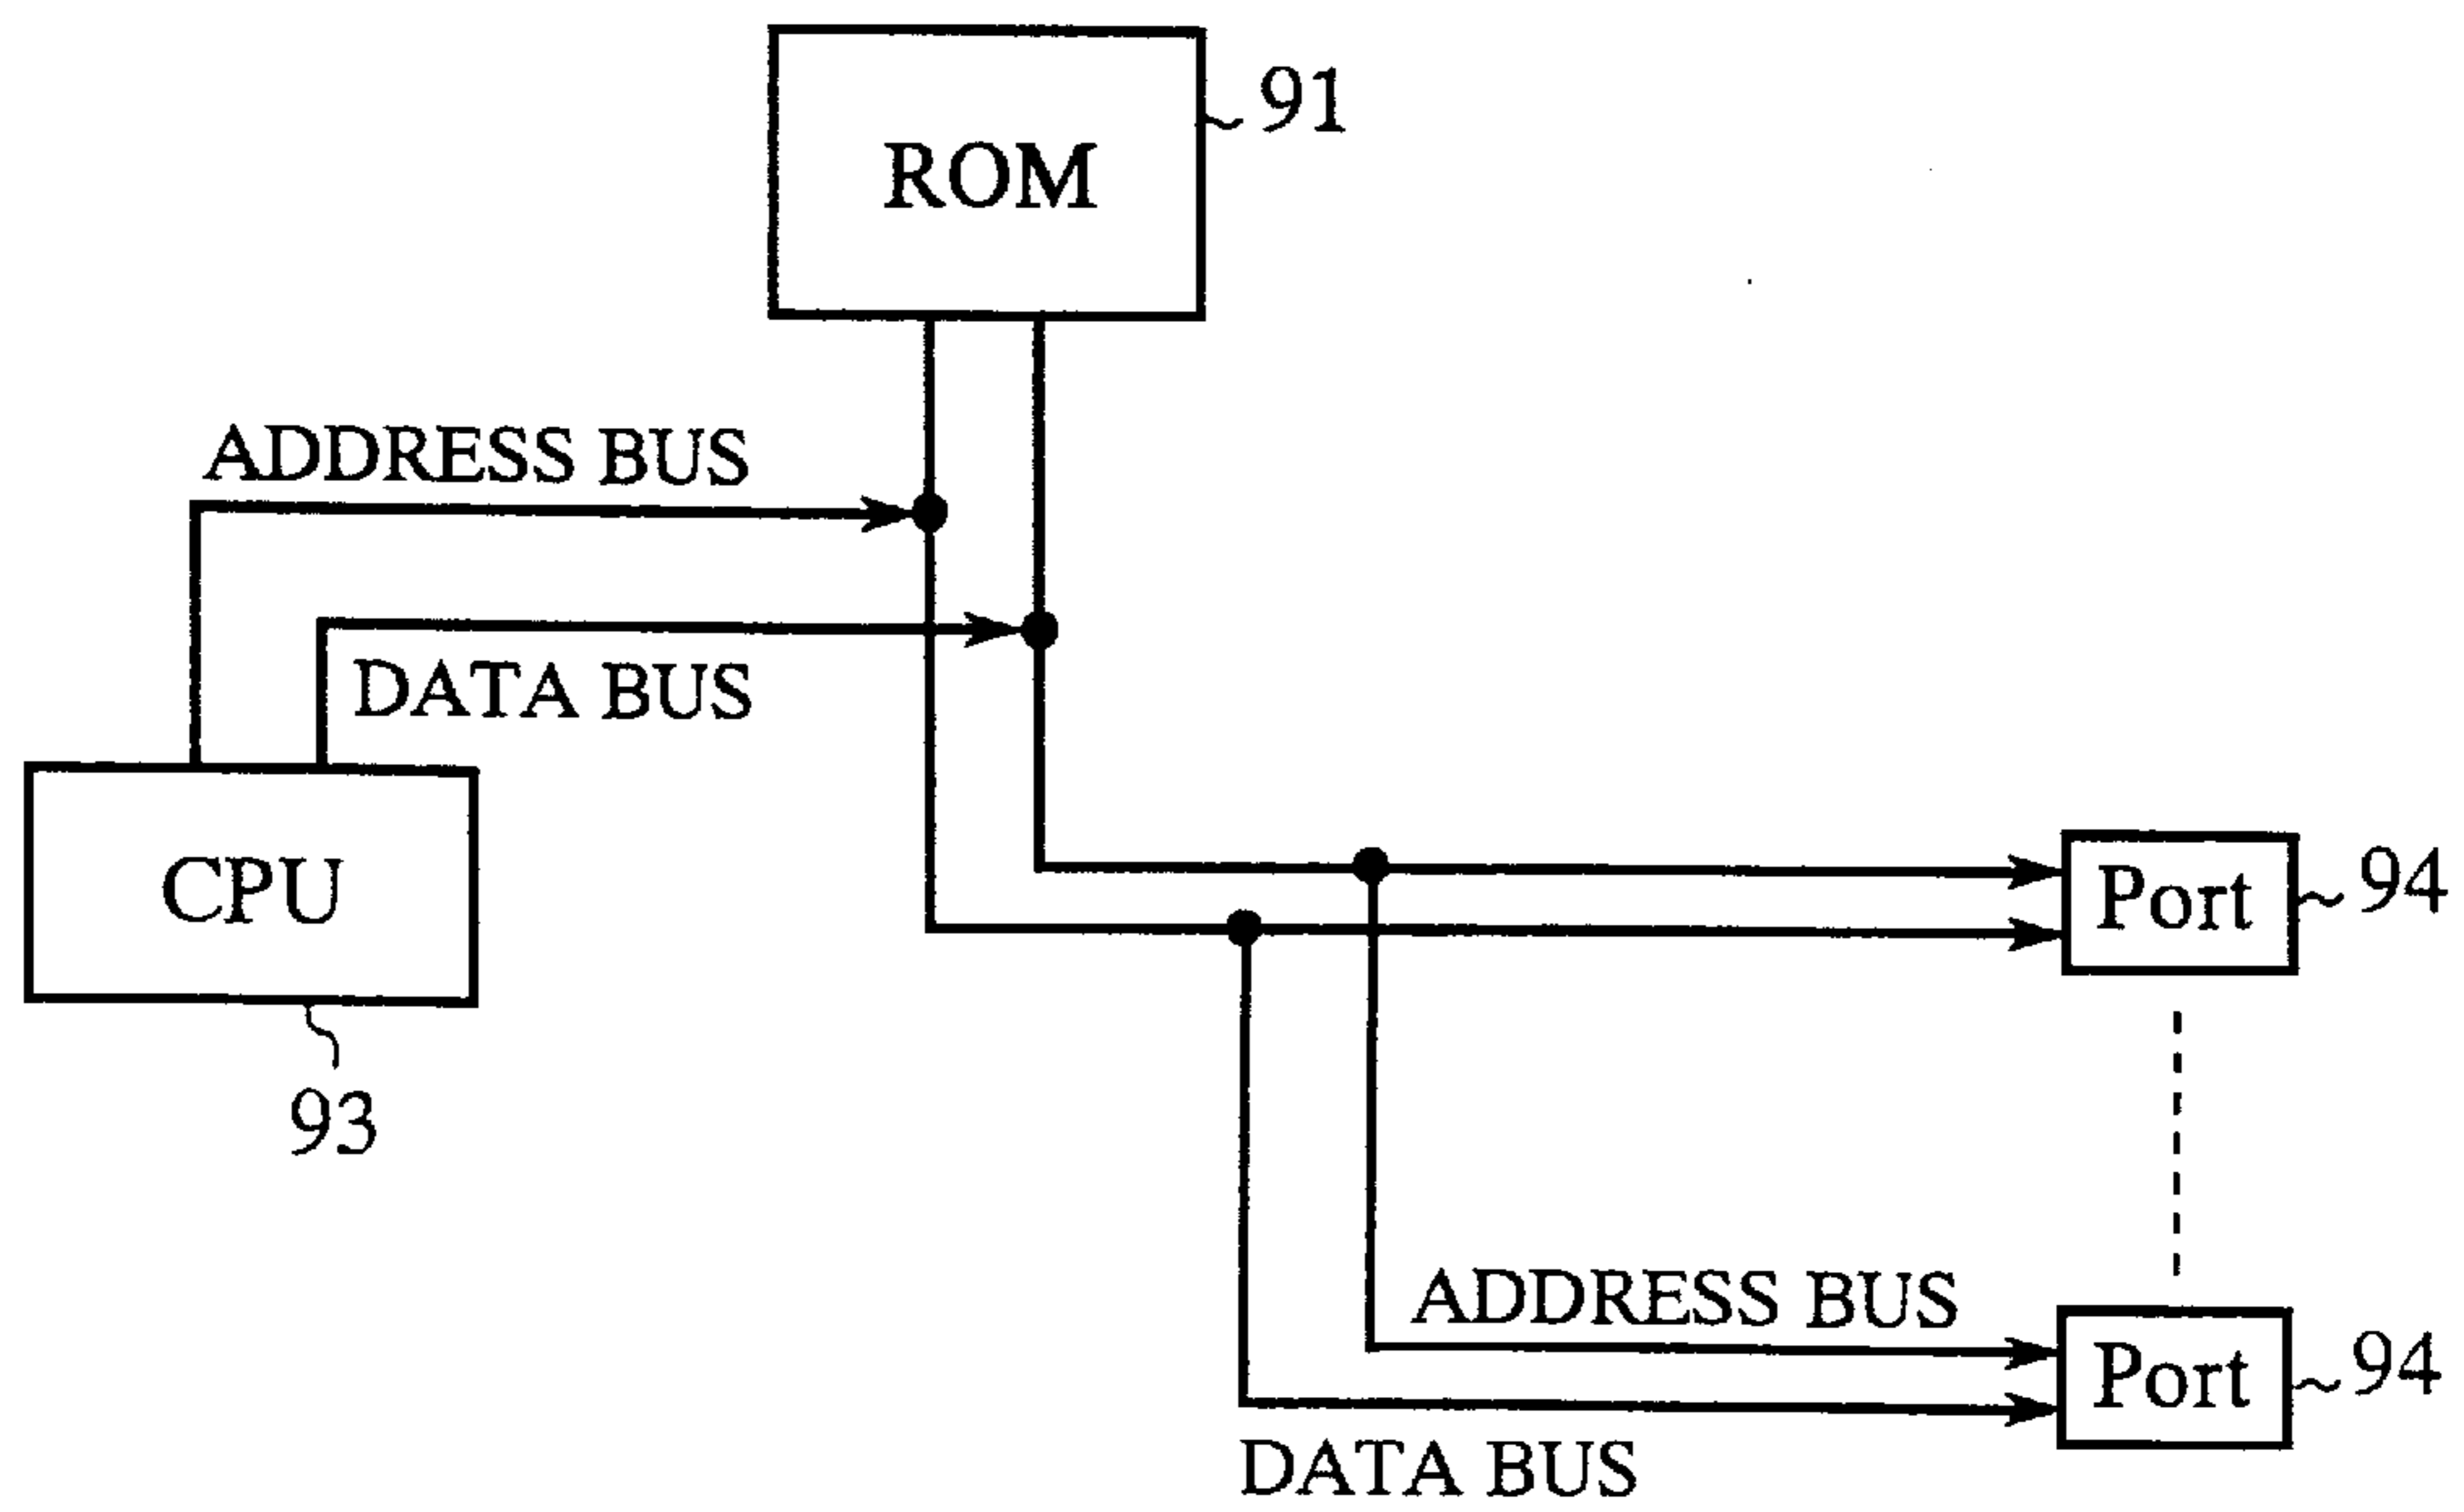 91
ROM
ADDRESS BUS
DATA BUS
CPU
93
Port
94
ADDRESS BUS
Port
94
DATA BUS